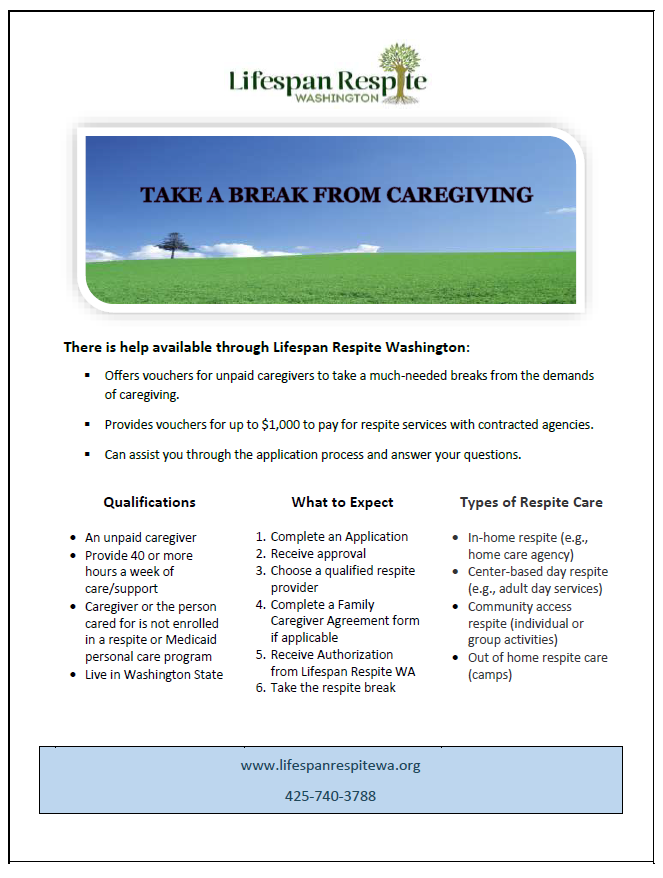 Lifespan Respite
WASHINGTON
TAKE A BREAK FROM CAREGIVING
There is help available through Lifespan Respite Washington:
▪ Offers vouchers for unpaid caregivers to take a much-needed breaks from the demands
of caregiving.
▪ Provides vouchers for up to $1,000 to pay for respite services with contracted agencies.
▪ Can assist you through the application process and answer your questions.
Qualifications
• An unpaid caregiver
• Provide 40 or more
hours a week of
care/support
• Caregiver or the person
cared for is not enrolled
in a respite or Medicaid
personal care program
• Live in Washington State
What to Expect
1. Complete an Application
2. Receive approval
3. Choose a qualified respite
provider
4. Complete a Family
Caregiver Agreement form
if applicable
5. Receive Authorization
from Lifespan Respite WA
6. Take the respite break
Types of Respite Care
• In-home respite (e.g.,
home care agency)
• Center-based day respite
(e.g., adult day services)
• Community access
respite (individual or
group activities)
• Out of home respite care
(camps)
www.lifespanrespitewa.org
425-740-3788